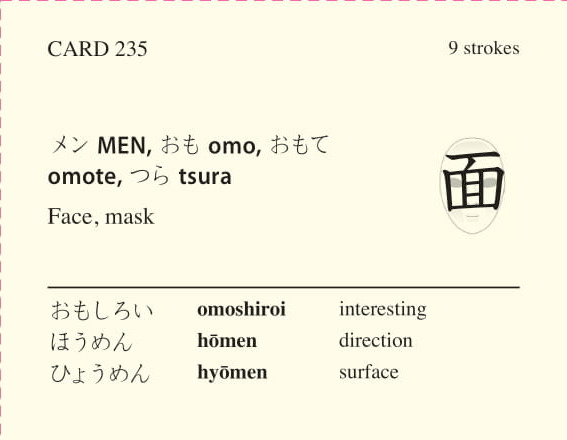 CARD 235 9 strokes
メン MEN, おも omo, おもて
omote, つら tsura
面
Face, mask
おもしろい omoshiroi interesting
ほうめん hōmen direction
ひょうめん hyōmen surface